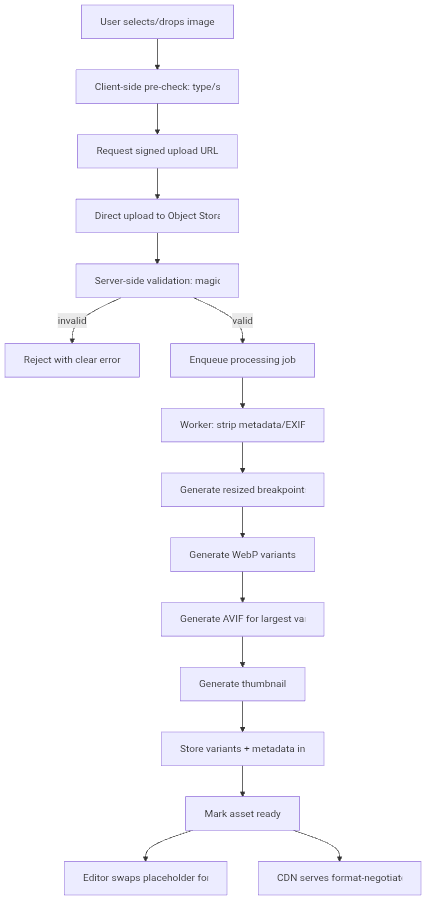 User selects/drops image
Client-side pre-check: type/s
Request signed upload URL
Direct upload to Object Stora
Server-side validation: magic
invalid
valid
Reject with clear error
Enqueue processing job
Worker: strip metadata/EXIF
Generate resized breakpoint
Generate WebP variants
Generate AVIF for largest va
Generate thumbnail
Store variants + metadata in
Mark asset ready
Editor swaps placeholder for
CDN serves format-negotiate